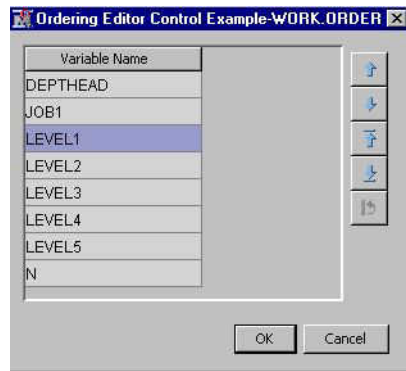 Ordering Editor Control Example-WORK.ORDER
Variable Name
DEPTHEAD
JOB1
LEVEL1
LEVEL2
LEVEL3
LEVEL4
LEVEL5
N
OK Cancel